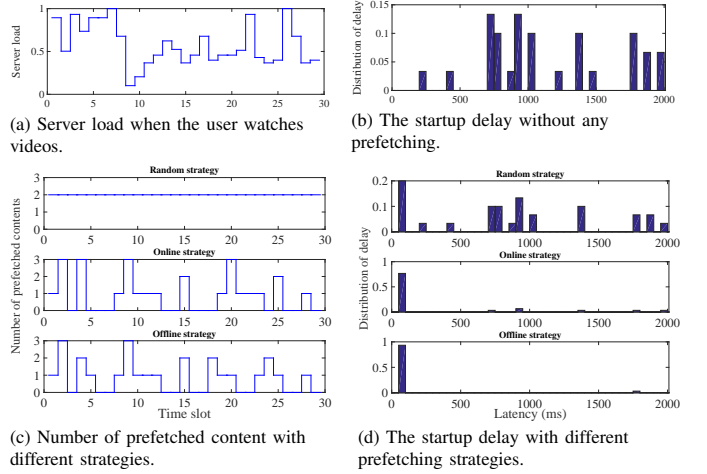 1
0.5
0
0 5 10 15 20 25 30
Server load
(a) Server load when the user watches
videos.
0.15
0.1
0.05
0
0 500 1000 1500 2000
Distribution of delay
(b) The startup delay without any
prefetching.
Random strategy
3
2
1
0
0 5 10 15 20 25 30
Online strategy
3
2
1
0
0 5 10 15 20 25 30
Number of prefetched contents
Offline strategy
3
2
1
0
0 5 10 15 20 25 30
Time slot
(c) Number of prefetched content with
different strategies.
Random strategy
0.2
0.1
0
0 500 1000 1500 2000
Online strategy
1
0.5
0
0 500 1000 1500 2000
Distribution of delay
Offline strategy
1
0.5
0
0 500 1000 1500 2000
Latency (ms)
(d) The startup delay with different
prefetching strategies.